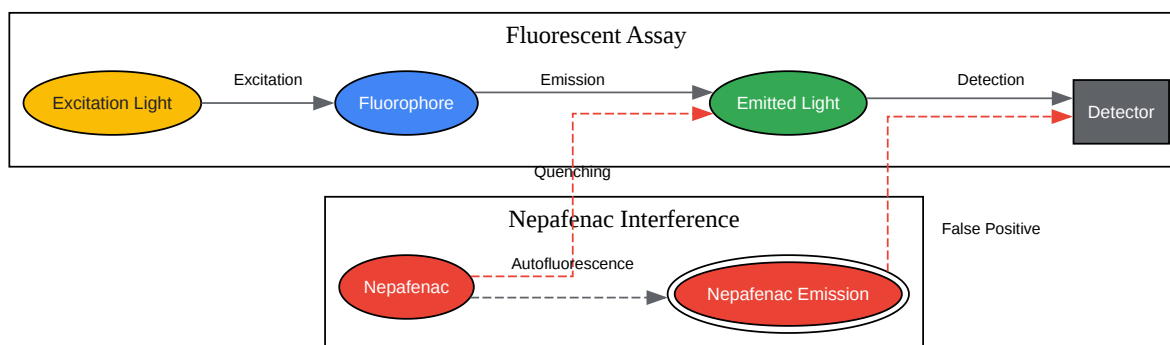 Fluorescent Assay
Excitation Light
Excitation
Fluorophore
Emission
Emitted Light
Detection
Detector
Quenching
Nepafenac Interference
False Positive
Nepafenac
Autofluorescence
Nepafenac Emission